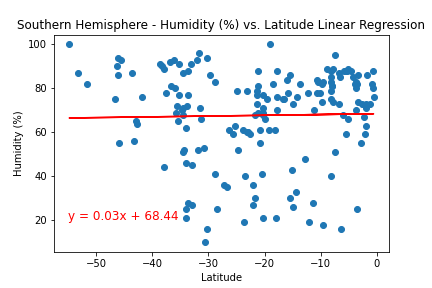 Southern Hemisphere - Humidity (%) vs. Latitude Linear Regression
100
80
60
40
20
Humidity (%)
y = 0.03x + 68.44
−50
−40
−30
−20
−10
0
Latitude